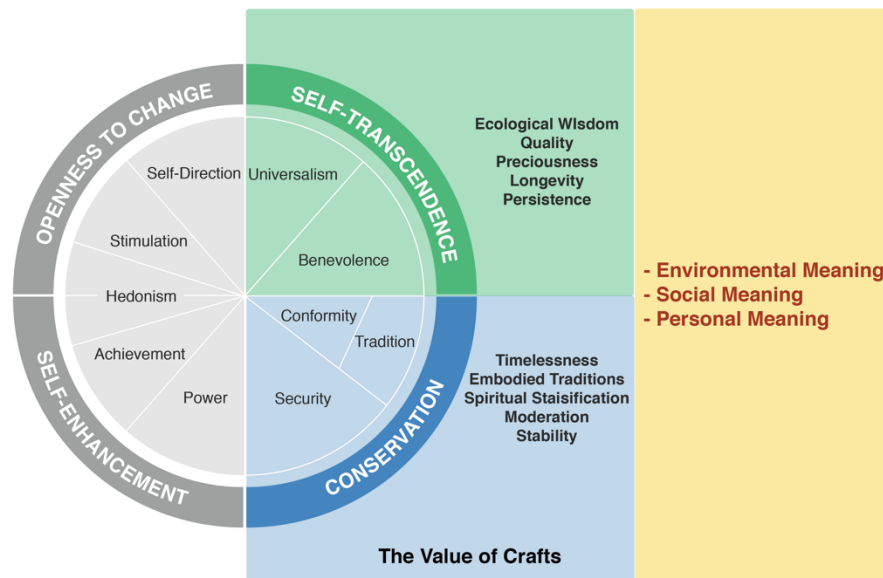 OPENNESS TO CHANGE
SELF-TRANSCENDENCE
SELF-ENHANCEMENT
CONSERVATION
Self-Direction
Universalism
Stimulation
Benevolence
Hedonism
Conformity
Achievement
Tradition
Power
Security
Ecological WIsdom
Quality
Preciousness
Longevity
Persistence
Timelessness
Embodied Traditions
Spiritual Staisification
Moderation
Stability
- Environmental Meaning
- Social Meaning
- Personal Meaning
The Value of Crafts